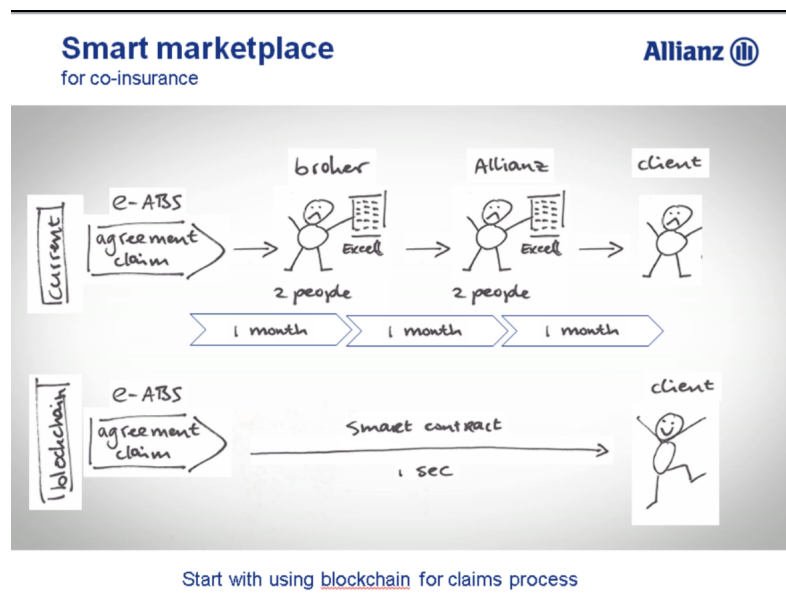 Smart marketplace
for co-insurance
Allianz
broker
Allianz
client
current
e-ABS
agreement
claim
Excell
Excell
2 people
2 people
1 month
1 month
1 month
blockchain
e-ABS
agreement
claim
Smart contract
1 sec
client
Start with using blockchain for claims process